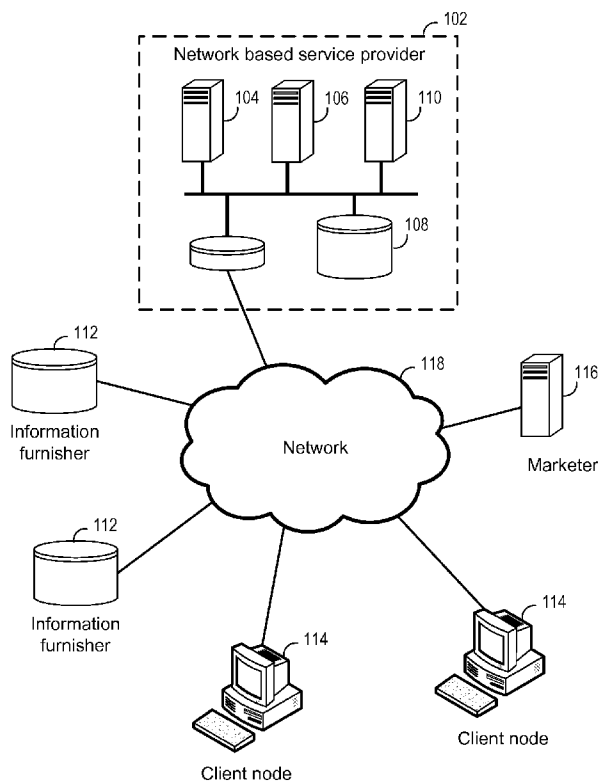 102
Network based service provider
104
106
110
108
112
Information
furnisher
118
Network
116
Marketer
112
Information
furnisher
114
Client node
114
Client node